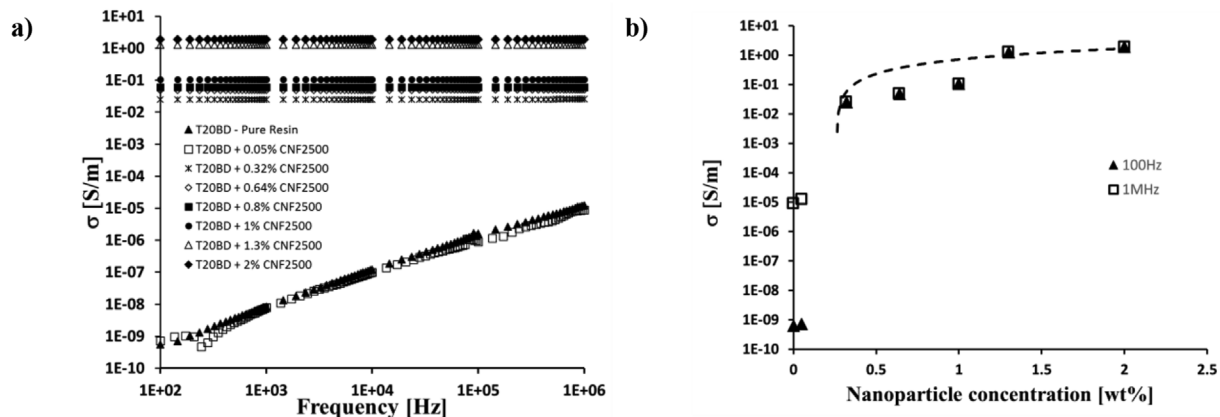 a)
1E+01
1E+00
1E-01
1E-02
1E-03
1E-04
1E-05
1E-06
1E-07
1E-08
1E-09
1E-10
σ [S/m]
T20BD - Pure Resin
T20BD + 0.05% CNF2500
T20BD + 0.32% CNF2500
T20BD + 0.64% CNF2500
T20BD + 0.8% CNF2500
T20BD + 1% CNF2500
T20BD + 1.3% CNF2500
T20BD + 2% CNF2500
1E+02 1E+03 1E+04 1E+05 1E+06
Frequency [Hz]
b)
1E+01
1E+00
1E-01
1E-02
1E-03
1E-04
1E-05
1E-06
1E-07
1E-08
1E-09
1E-10
σ [S/m]
100Hz
1MHz
0 0.5 1 1.5 2 2.5
Nanoparticle concentration [wt%]